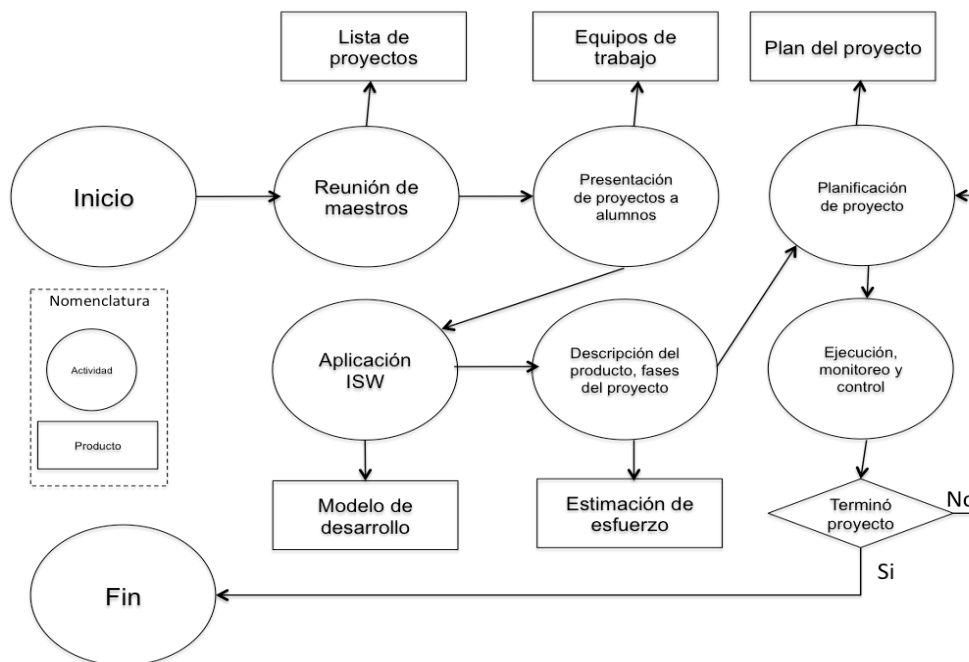 Lista de
proyectos
Equipos de
trabajo
Plan del proyecto
Inicio
Reunión de
maestros
Presentación
de proyectos a
alumnos
Planificación
de proyecto
Nomenclatura
Actividad
Producto
Aplicación
ISW
Descripción del
producto, fases
del proyecto
Ejecución,
monitoreo y
control
Modelo de
desarrollo
Estimación de
esfuerzo
Terminó
proyecto
No
Si
Fin